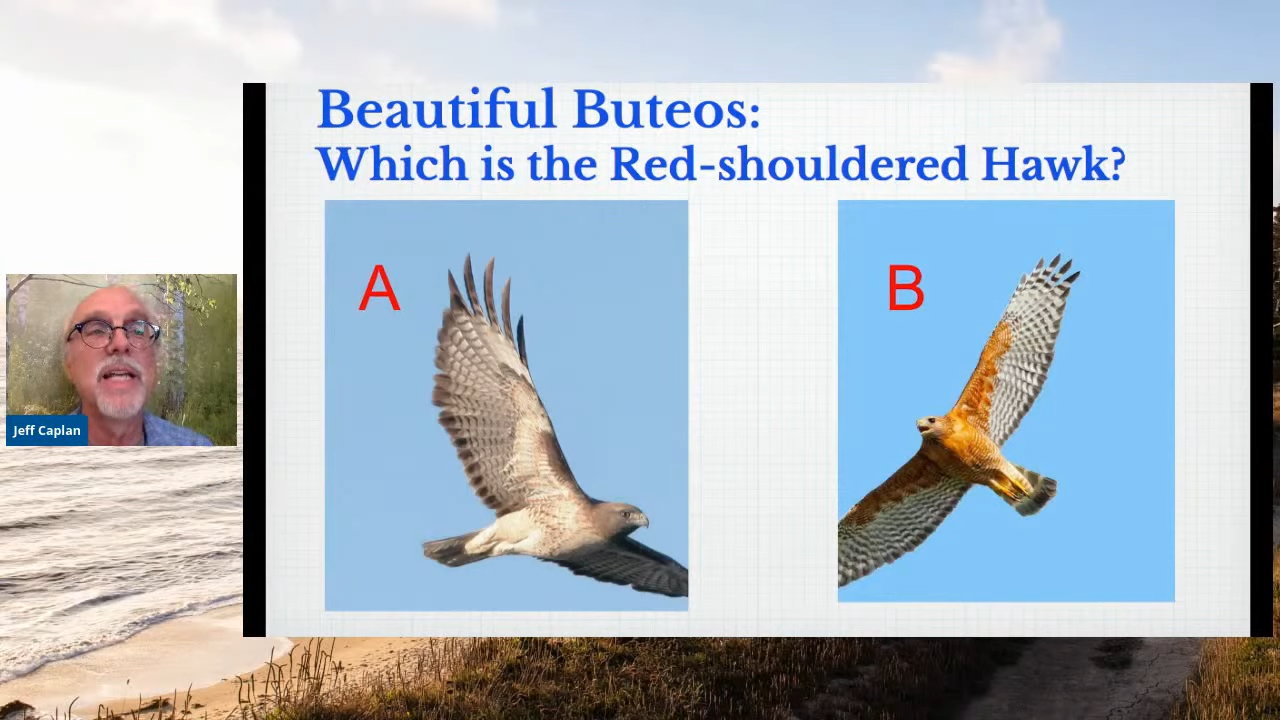 Beautiful Buteos:
Which is the Red-shouldered Hawk?
A
B
Jeff Caplan